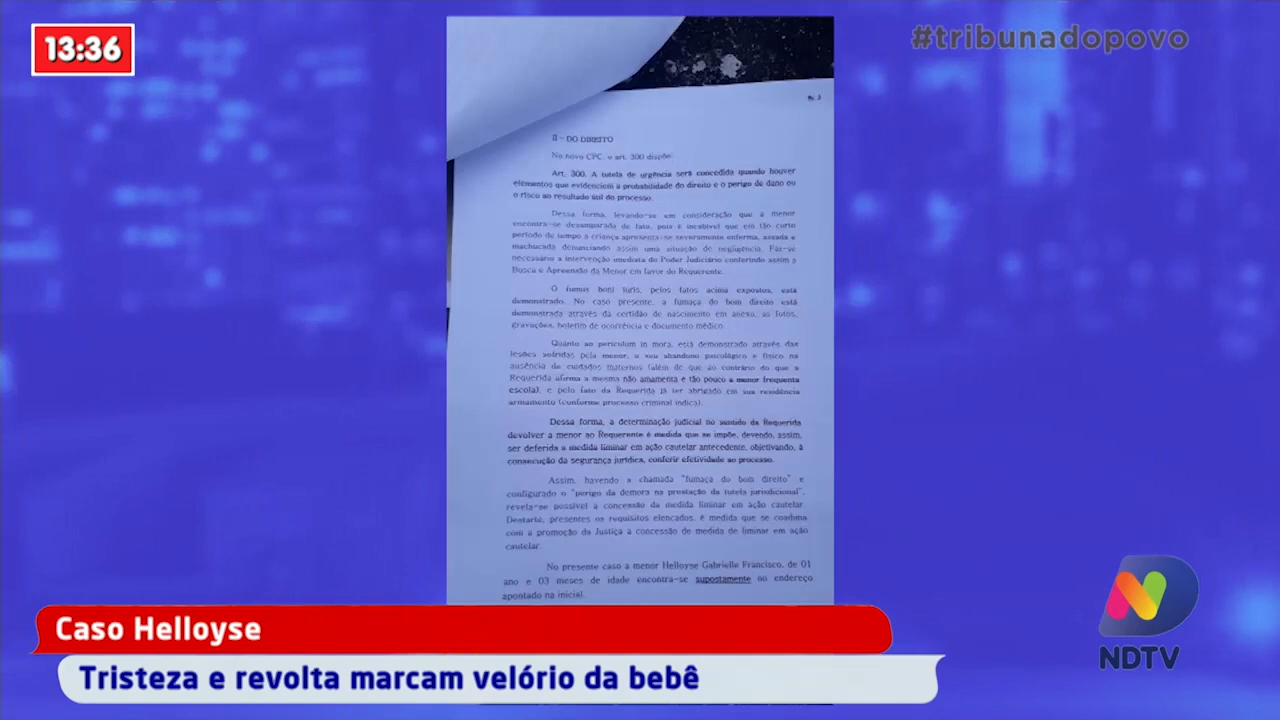 13:36
#tribunadopovo
II - DO DIREITO
No novo CPC, o art. 300 dispõe:
Art. 300. A tutela de urgência será concedida quando houver
elementos que evidenciem a probabilidade do direito e o perigo de dano ou
o risco ao resultado útil do processo.
Dessa forma, levando-se em consideração que a menor
encontra-se desamparada de fato, pois é incabível que em tão curto
período de tempo a criança apresenta-se severamente enferma, assada e
machucada denunciando assim uma situação de negligência. Faz-se
necessário a intervenção imediata do Poder Judiciário conferindo assim a
Busca e Apreensão da Menor em favor do Requerente.
O fumus boni iuris, pelos fatos acima expostos, está
demonstrado. No caso presente, a fumaça do bom direito está
demonstrada através da certidão de nascimento em anexo, as fotos,
gravações, boletim de ocorrência e documento médico.
Quanto ao periculum in mora, está demonstrado através das
lesões sofridas pela menor, o seu abandono psicológico e físico na
ausência de cuidados maternos (além de que ao contrário do que a
Requerida afirma a mesma não amamenta e tão pouco a menor frequenta
escola), e pelo fato da Requerida já ter abrigado em sua residência
armamento (conforme processo criminal indica).
Dessa forma, a determinação judicial no sentido da Requerida
devolver a menor ao Requerente é medida que se impõe, devendo, assim,
ser deferida a medida liminar em ação cautelar antecedente, objetivando, à
consecução da segurança jurídica, conferir efetividade ao processo.
Assim, havendo a chamada "fumaça do bom direito" e
configurado o "perigo da demora na prestação da tutela jurisdicional",
revela-se possível a concessão da medida liminar em ação cautelar.
Destarte, presentes os requisitos elencados, é medida que se coaduna
com a promoção da Justiça a concessão de medida de liminar em ação
cautelar.
No presente caso a menor Helloyse Gabrielle Francisco, de 01
ano e 03 meses de idade encontra-se supostamente no endereço
apontado na inicial.
Caso Helloyse
Tristeza e revolta marcam velório da bebê
NDTV